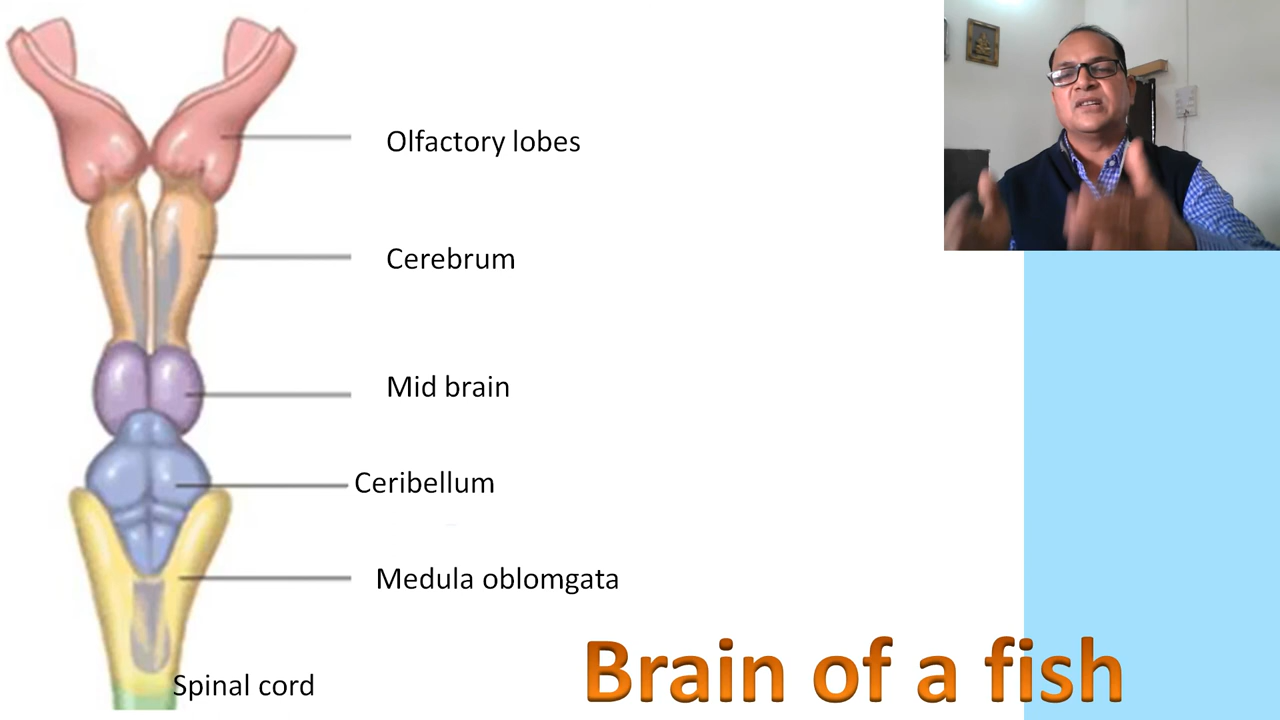 Olfactory lobes
Cerebrum
Mid brain
Ceribellum
Medula oblomgata
Spinal cord
Brain of a fish